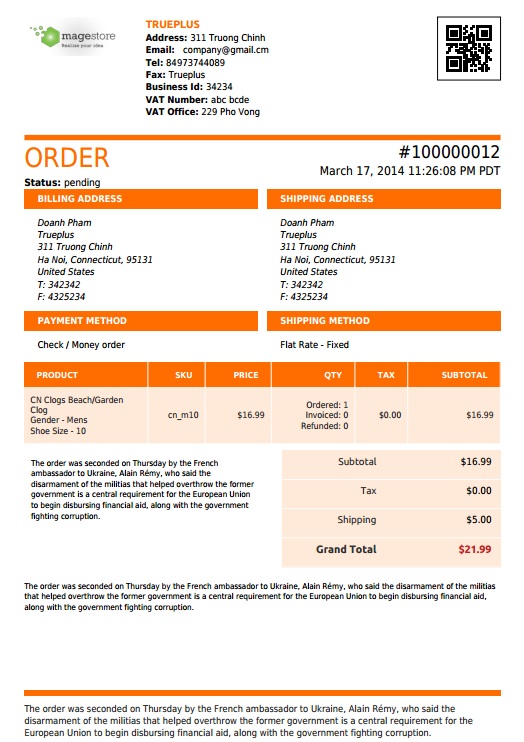 magestore
Realize your idea
TRUEPLUS
Address: 311 Truong Chinh
Email: company@gmail.cm
Tel: 84973744089
Fax: Trueplus
Business Id: 34234
VAT Number: abc bcde
VAT Office: 229 Pho Vong
ORDER
#100000012
March 17, 2014 11:26:08 PM PDT
Status: pending
BILLING ADDRESS
Doanh Pham
Trueplus
311 Truong Chinh
Ha Noi, Connecticut, 95131
United States
T: 342342
F: 4325234
SHIPPING ADDRESS
Doanh Pham
Trueplus
311 Truong Chinh
Ha Noi, Connecticut, 95131
United States
T: 342342
F: 4325234
PAYMENT METHOD
Check / Money order
SHIPPING METHOD
Flat Rate - Fixed
PRODUCT SKU PRICE QTY TAX SUBTOTAL
CN Clogs Beach/Garden
Clog
Gender - Mens
Shoe Size - 10
cn_m10
$16.99
Ordered: 1
Invoiced: 0
Refunded: 0
$0.00
$16.99
The order was seconded on Thursday by the French
ambassador to Ukraine, Alain Rémy, who said the
disarmament of the militias that helped overthrow the former
government is a central requirement for the European Union
to begin disbursing financial aid, along with the government
fighting corruption.
Subtotal $16.99
Tax $0.00
Shipping $5.00
Grand Total $21.99
The order was seconded on Thursday by the French ambassador to Ukraine, Alain Rémy, who said the disarmament of the militias
that helped overthrow the former government is a central requirement for the European Union to begin disbursing financial aid,
along with the government fighting corruption.
The order was seconded on Thursday by the French ambassador to Ukraine, Alain Rémy, who said the
disarmament of the militias that helped overthrow the former government is a central requirement for the
European Union to begin disbursing financial aid, along with the government fighting corruption.